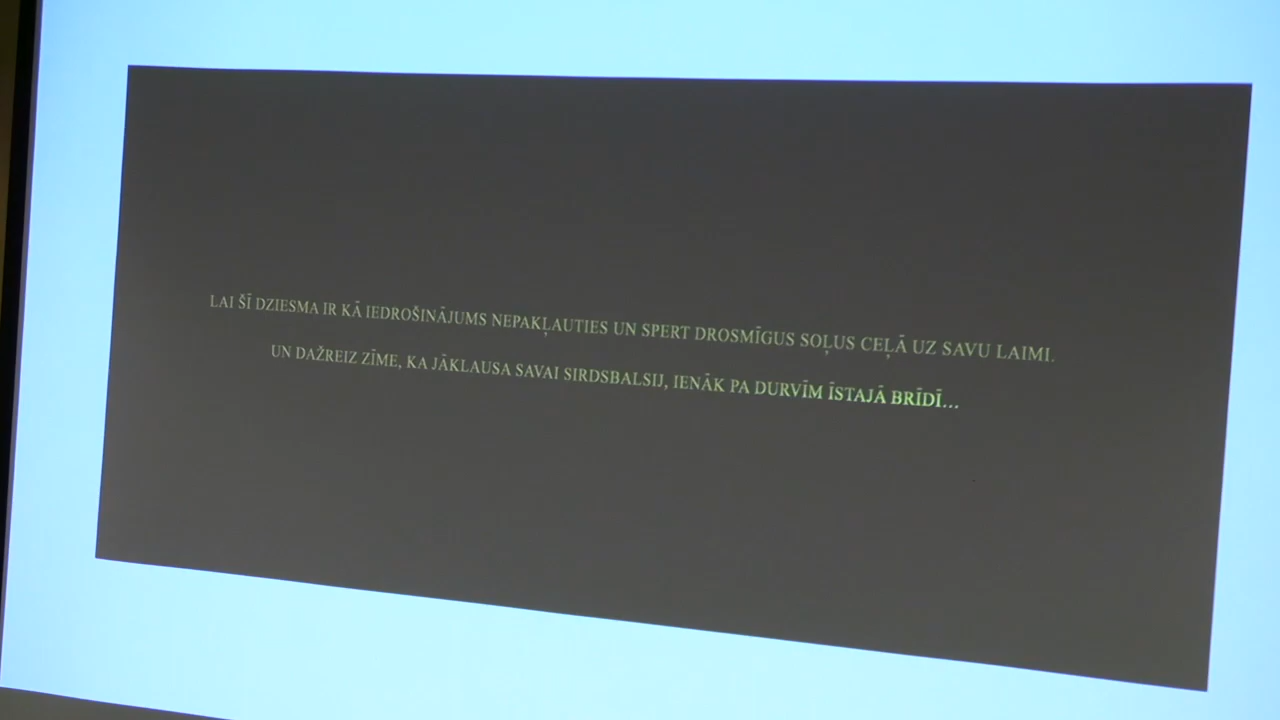 LAI ŠĪ DZIESMA IR KĀ IEDROŠINĀJUMS NEPAKĻAUTIES UN SPERT DROSMĪGUS SOĻUS CEĻĀ UZ SAVU LAIMI.
UN DAŽREIZ ZĪME, KA JĀKLAUSA SAVAI SIRDSBALSIJ, IENĀK PA DURVĪM ĪSTAJĀ BRĪDĪ...